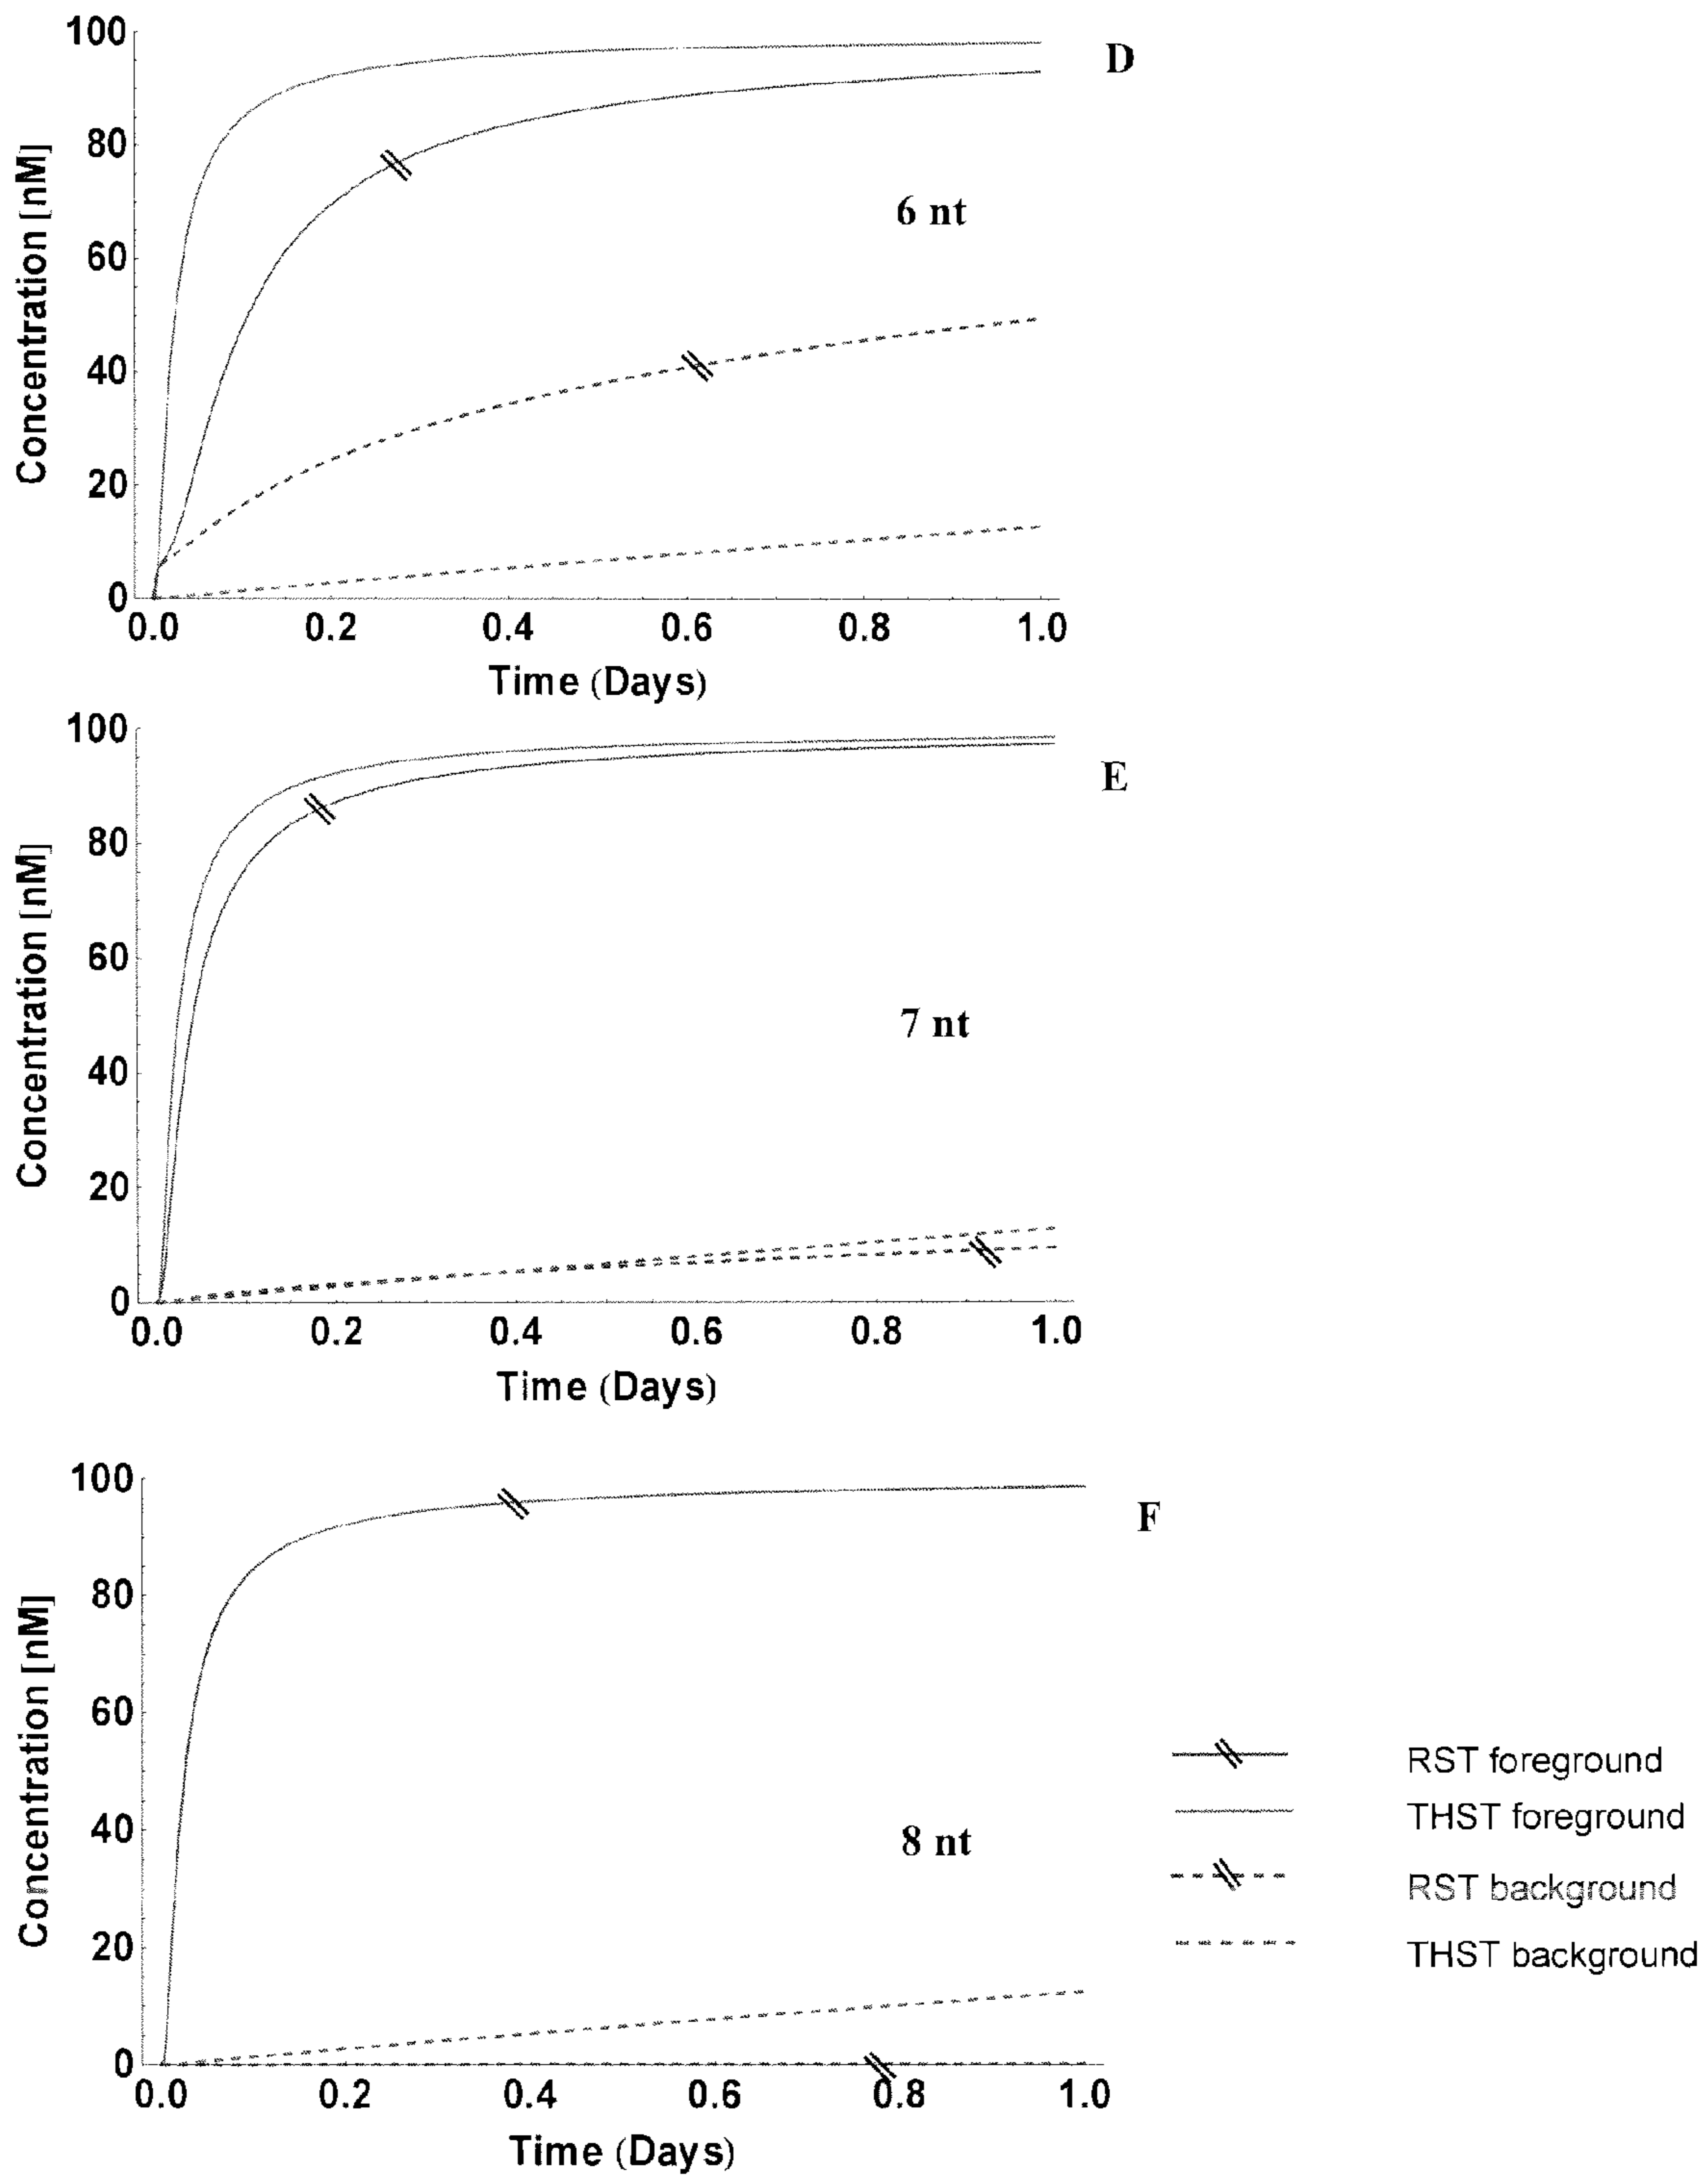 100
D
80
6 nt
60
40
20
0
Concentration [nM]
0.0 0.2 0.4 0.6 0.8 1.0
Time (Days)
100
E
80
60
7 nt
40
20
0
Concentration [nM]
0.0 0.2 0.4 0.6 0.8 1.0
Time (Days)
100
F
80
60
40
8 nt
20
0
Concentration [nM]
0.0 0.2 0.4 0.6 0.8 1.0
Time (Days)
RST foreground
THST foreground
RST background
THST background